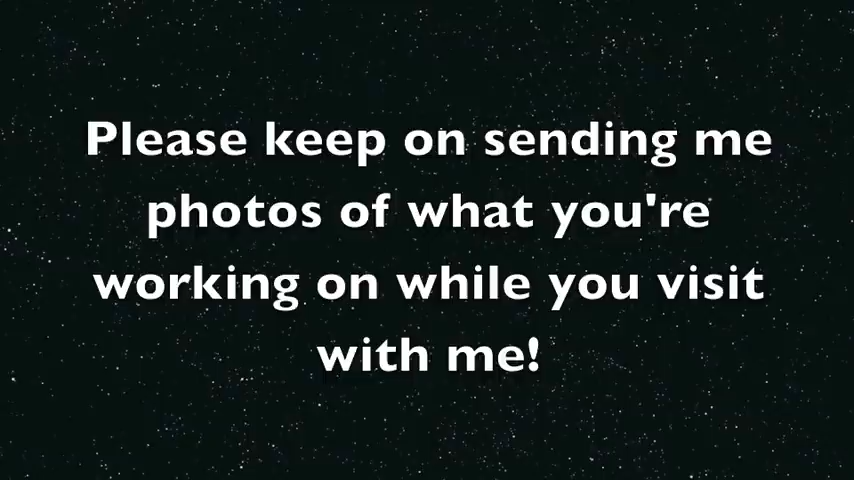 Please keep on sending me
photos of what you're
working on while you visit
with me!